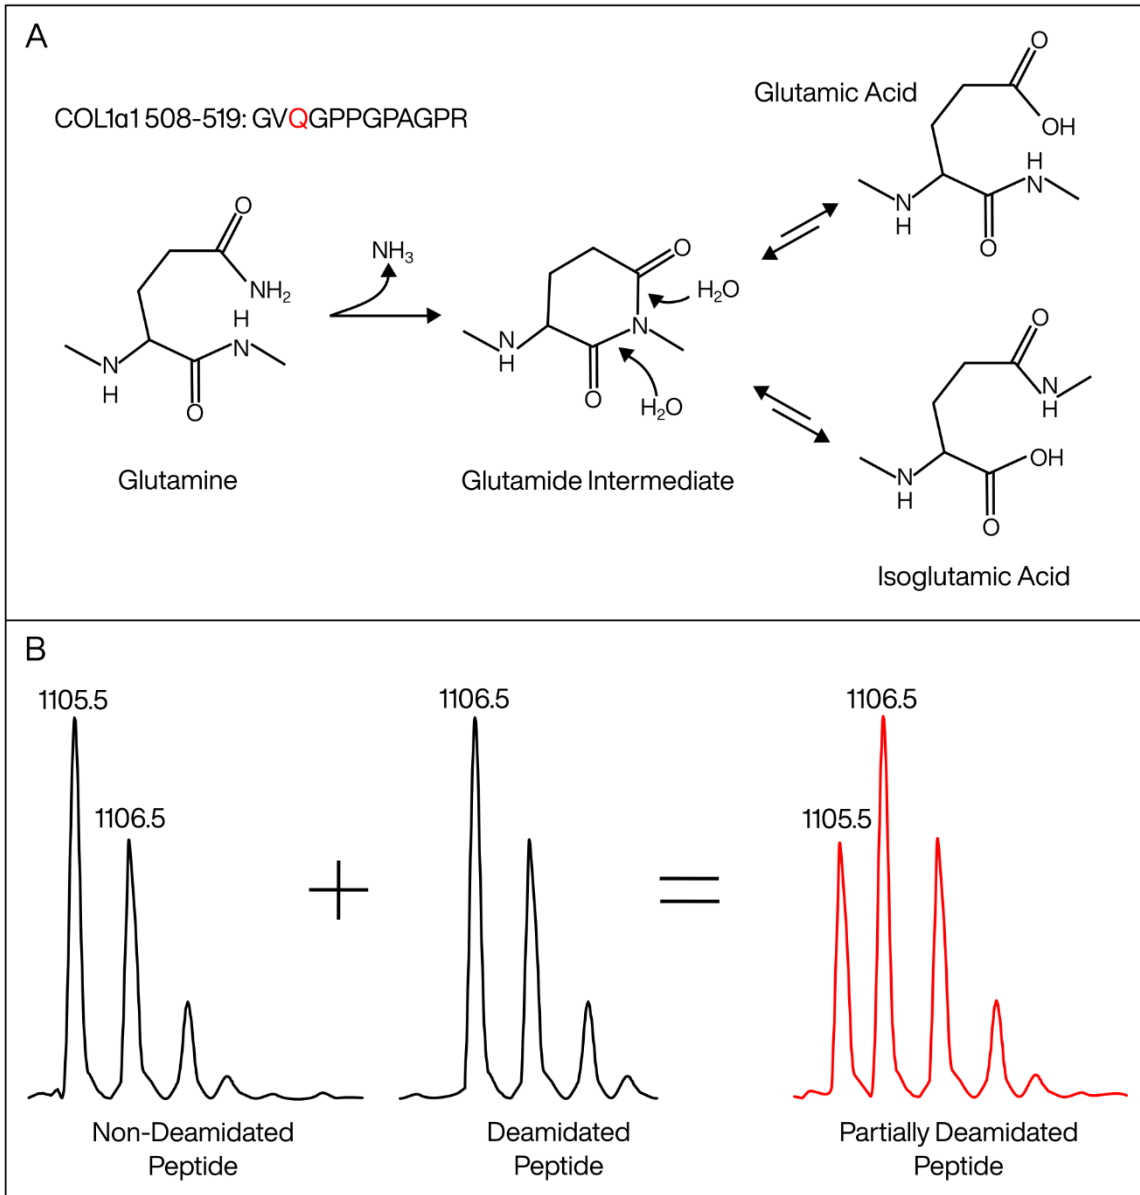 A
COL1α1 508-519: GVQGPPGPAGPR
Glutamic Acid
O
OH
H
N
N
H
O
O
NH₂
H
N
N
H
O
Glutamine
NH₃
O
H₂O
N
N
H
O
H₂O
Glutamide Intermediate
O
N
H
OH
N
H
O
Isoglutamic Acid
B
1105.5
1106.5
Non-Deamidated
Peptide
+
1106.5
Deamidated
Peptide
=
1106.5
1105.5
Partially Deamidated
Peptide